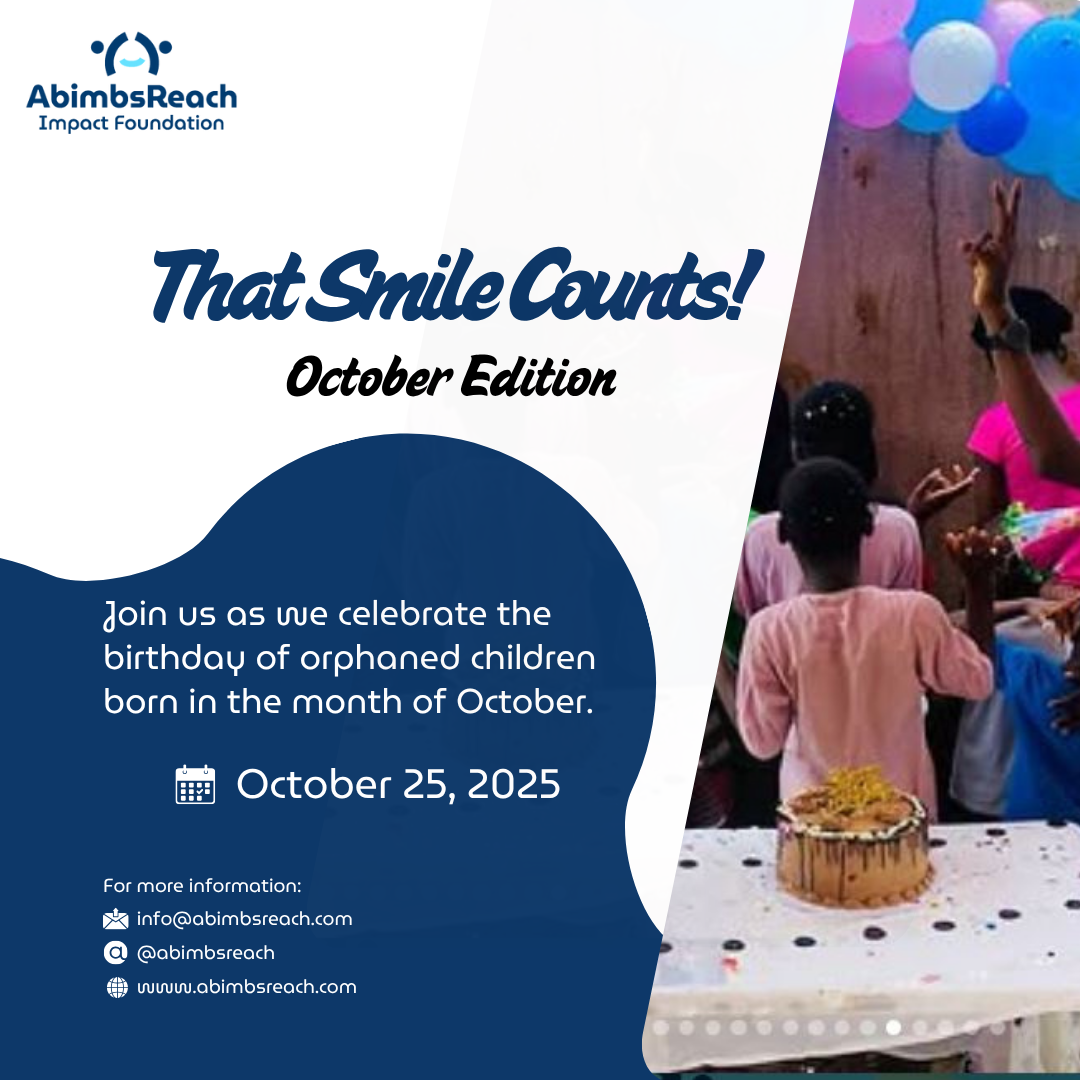 AbimbsReach
Impact Foundation
That Smile Counts!
October Edition
Join us as we celebrate the
birthday of orphaned children
born in the month of October.
October 25, 2025
For more information:
info@abimbsreach.com
@abimbsreach
www.abimbsreach.com